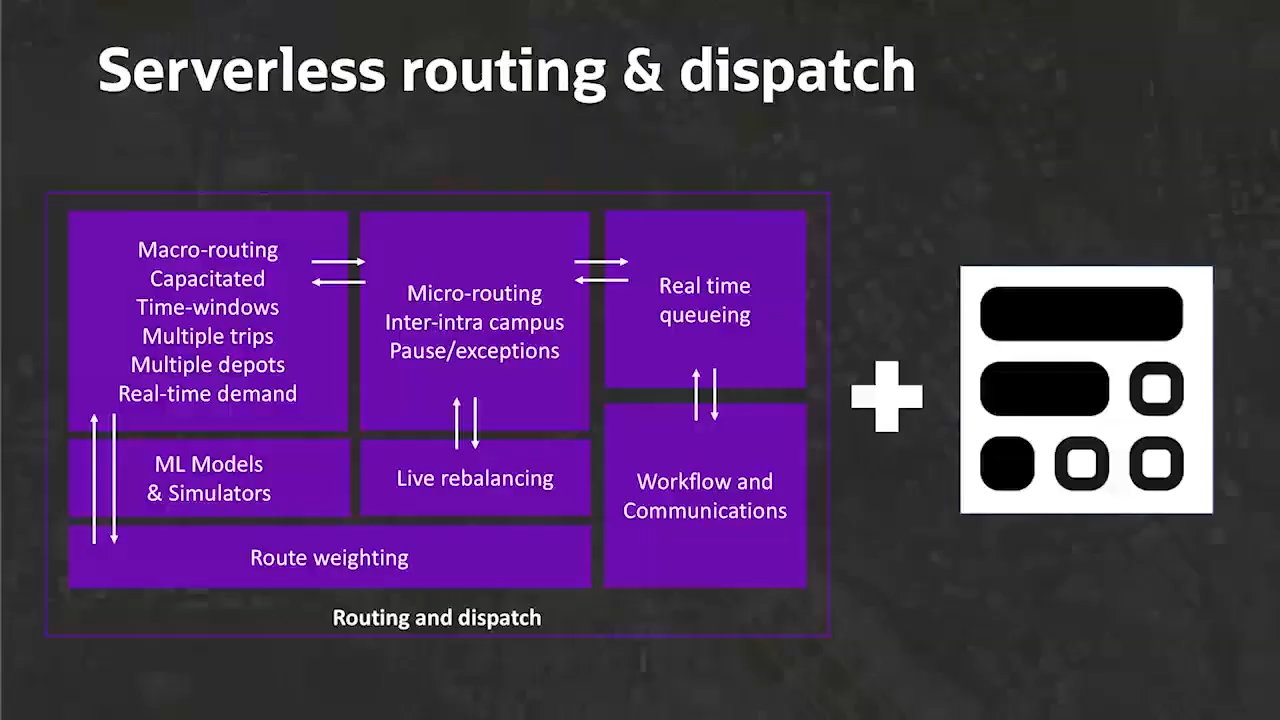 Serverless routing & dispatch
Macro-routing
Capacitated
Time-windows
Multiple trips
Multiple depots
Real-time demand
Micro-routing
Inter-intra campus
Pause/exceptions
Real time
queueing
ML Models
& Simulators
Live rebalancing
Workflow and
Communications
Route weighting
Routing and dispatch